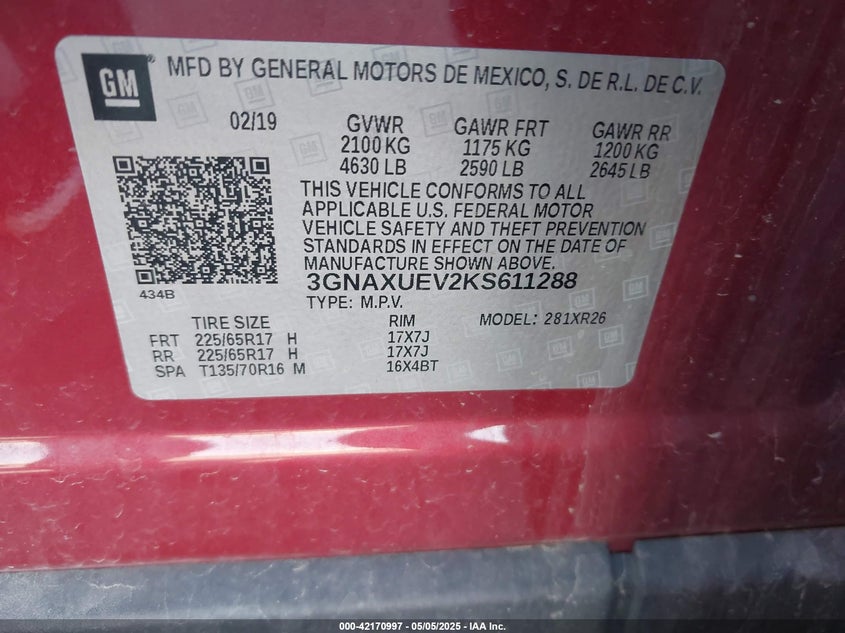 GM MFD BY GENERAL MOTORS DE MEXICO, S. DE R.L. DE C.V.
02/19 GVWR GAWR FRT GAWR RR
2100 KG 1175 KG 1200 KG
4630 LB 2590 LB 2645 LB
THIS VEHICLE CONFORMS TO ALL
APPLICABLE U.S. FEDERAL MOTOR
VEHICLE SAFETY AND THEFT PREVENTION
STANDARDS IN EFFECT ON THE DATE OF
MANUFACTURE SHOWN ABOVE.
434B
3GNAXUEV2KS611288
TYPE: M.P.V.
TIRE SIZE RIM MODEL: 281XR26
FRT 225/65R17 H 17X7J
RR 225/65R17 H 17X7J
SPA T135/70R16 M 16X4BT
000-42170997 - 05/05/2025 - IAA Inc.